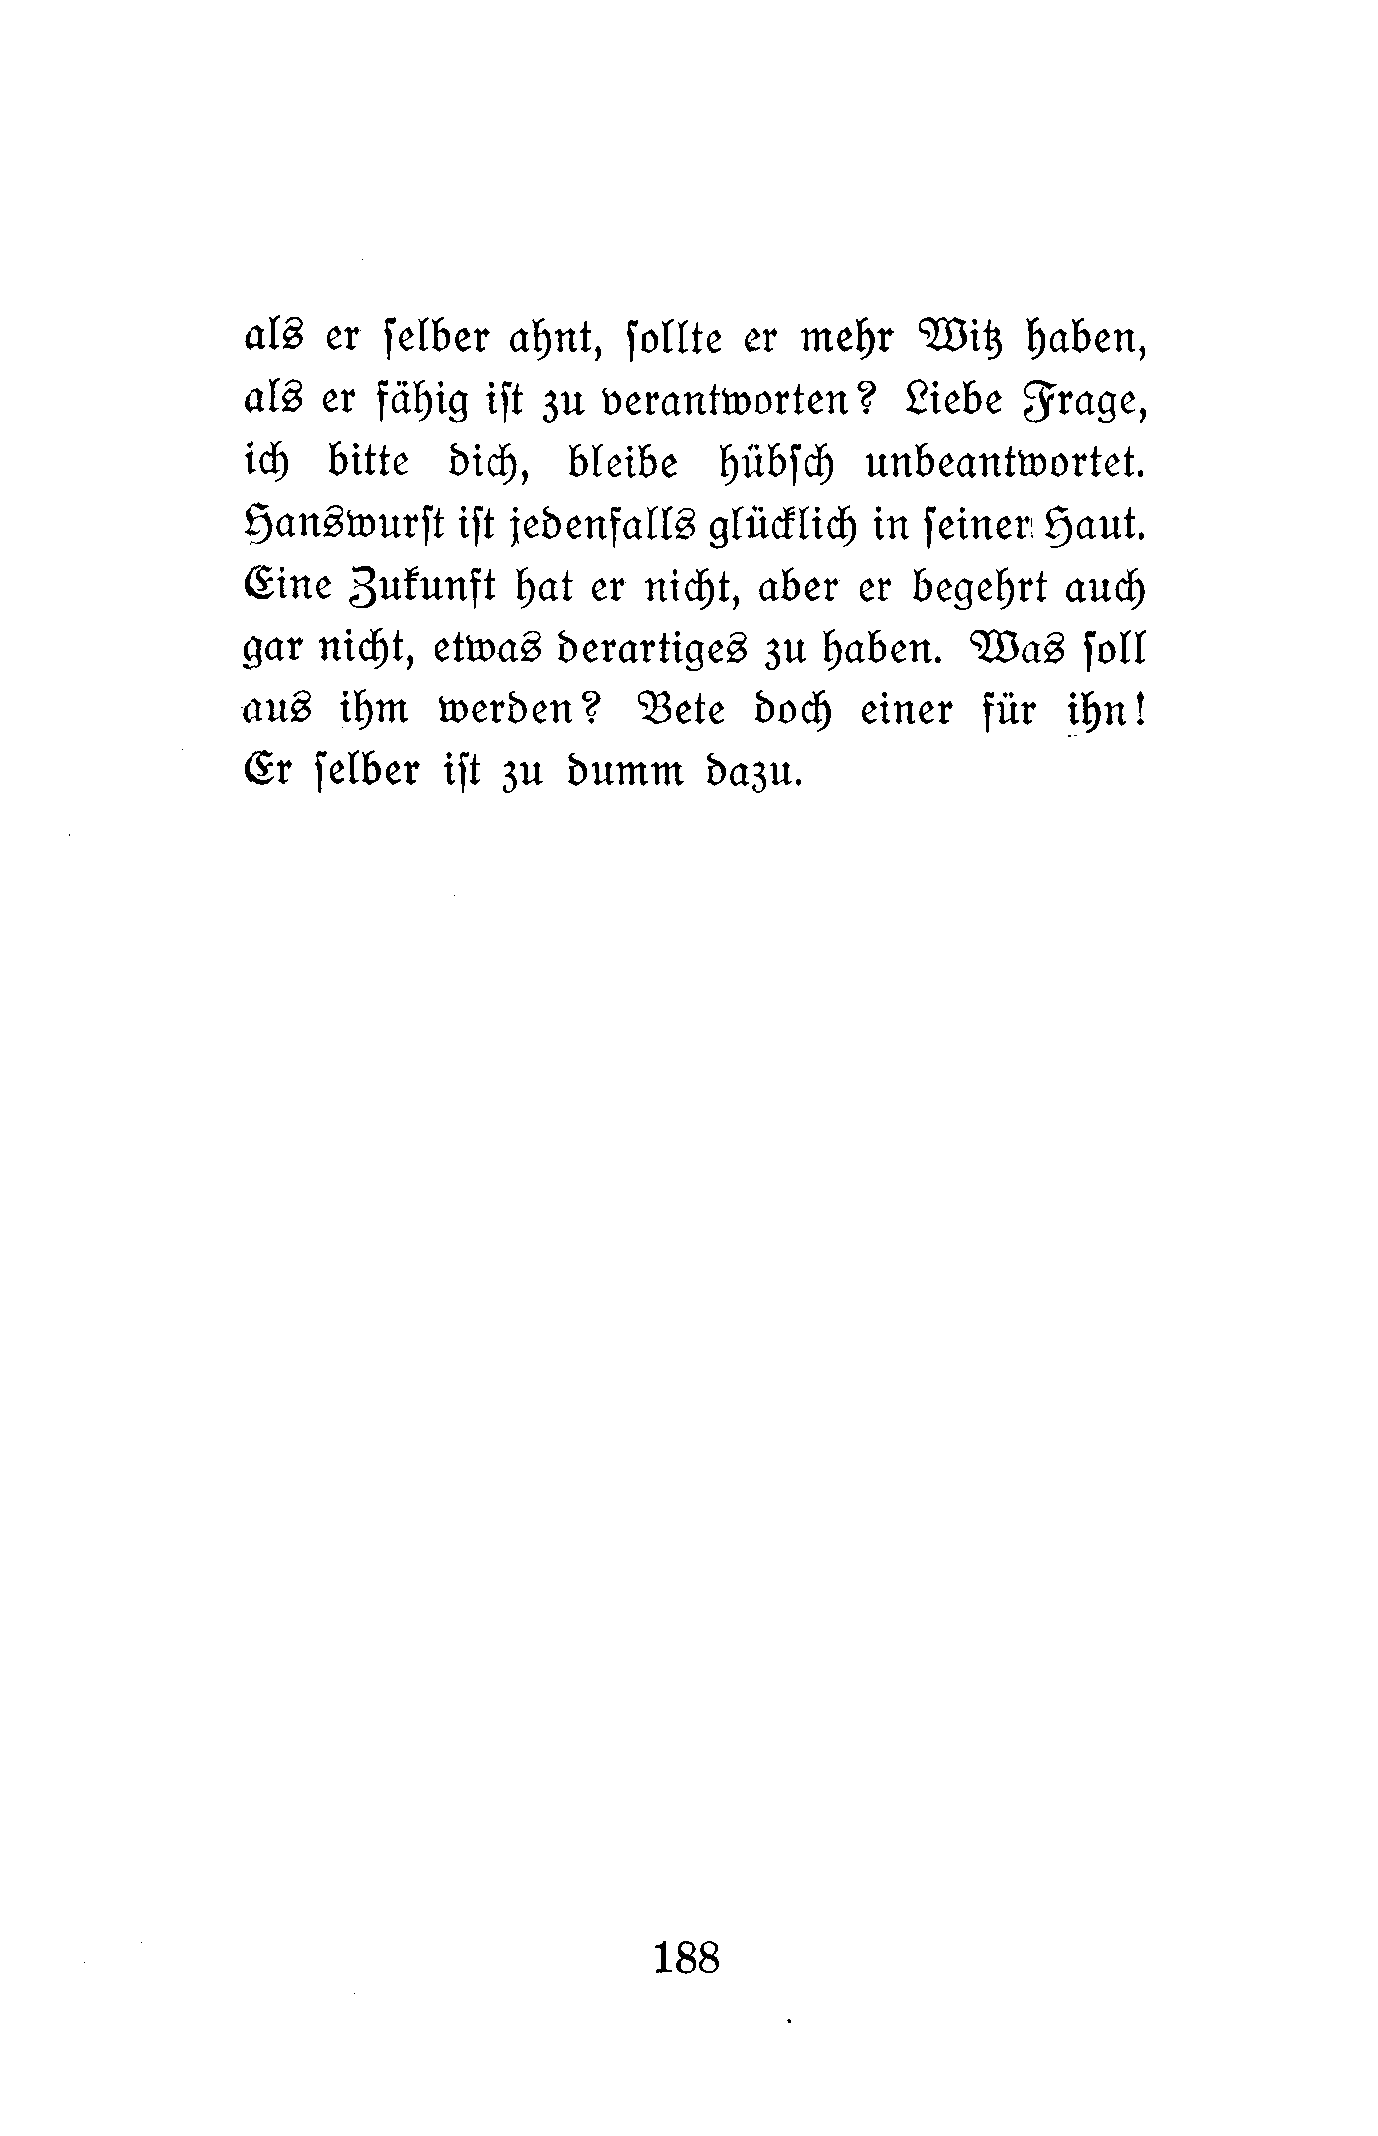 als er selber ahnt, sollte er mehr Witz haben,
als er fähig ist zu verantworten? Liebe Frage,
ich bitte dich, bleibe hübsch unbeantwortet.
Hanswurst ist jedenfalls glücklich in seiner Haut.
Eine Zukunft hat er nicht, aber er begehrt auch
gar nicht, etwas derartiges zu haben. Was soll
aus ihm werden? Bete doch einer für ihn!
Er selber ist zu dumm dazu.
188